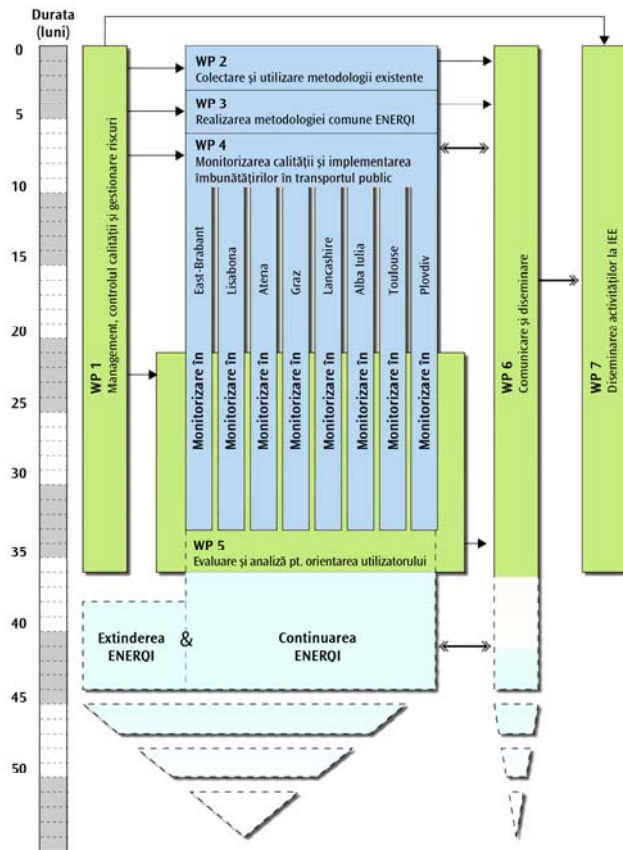 Durata
(luni)
0
5
10
15
20
25
30
35
40
45
50
WP 1
Management, controlul calității și gestionare riscuri
WP 2
Colectare și utilizare metodologii existente
WP 3
Realizarea metodologiei comune ENERQI
WP 4
Monitorizarea calității și implementarea
îmbunătățirilor în transportul public
Monitorizare în East-Brabant
Monitorizare în Lisabona
Monitorizare în Atena
Monitorizare în Graz
Monitorizare în Lancashire
Monitorizare în Alba Iulia
Monitorizare în Toulouse
Monitorizare în Plovdiv
WP 5
Evaluare și analiză pt. orientarea utilizatorului
WP 6
Comunicare și diseminare
WP 7
Diseminarea activităților la IEE
Extinderea
ENERQI
&
Continuarea
ENERQI